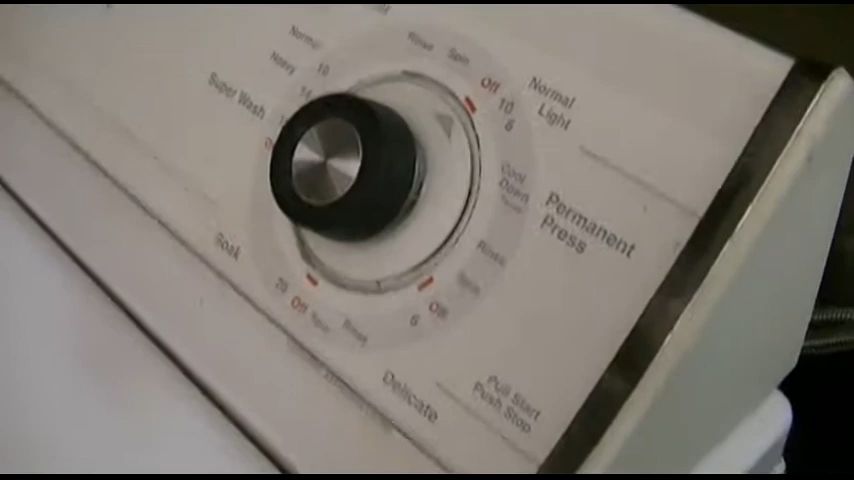 Rinse
Spin
Normal
Heavy
10
14
Super Wash
Off
10
6
Normal
Light
Cool
Down
Permanent
Press
Rinse
Spin
Off
6
Soak
20
Off
Spin
Rinse
Delicate
Pull Start
Push Stop